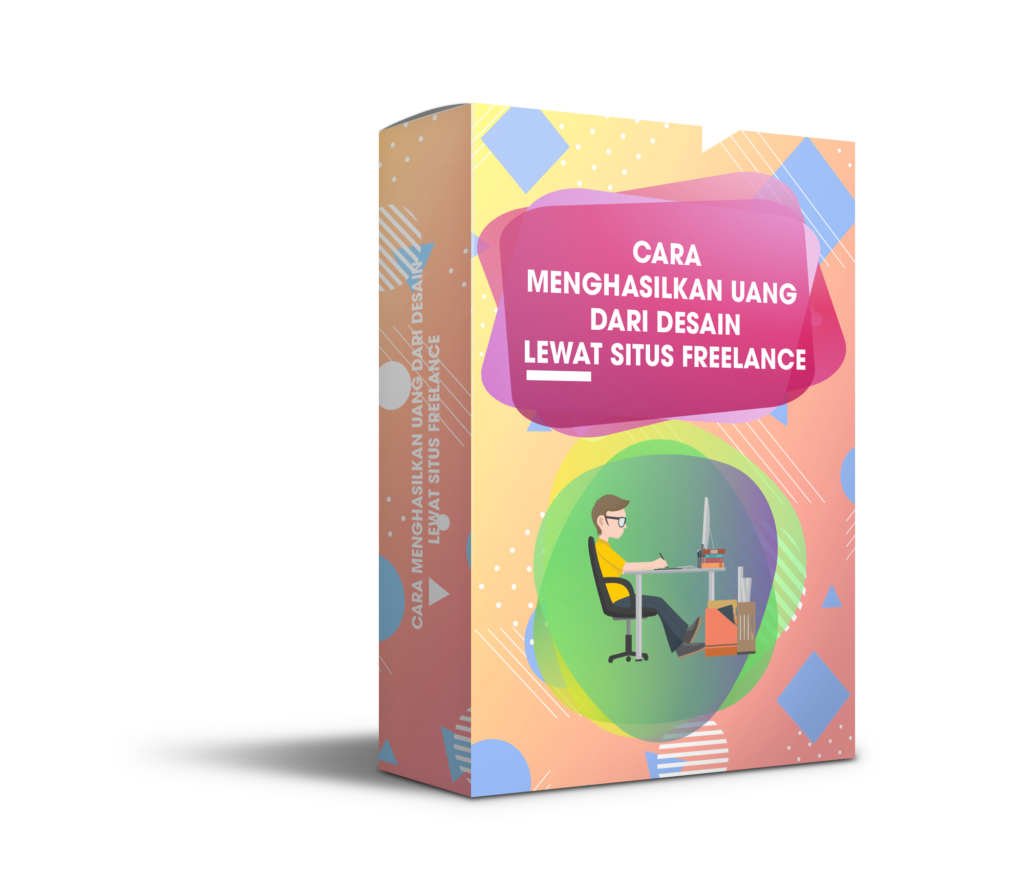 CARA
MENGHASILKAN UANG
DARI DESAIN
LEWAT SITUS FREELANCE
CARA MENGHASILKAN UANG DARI DESAIN
LEWAT SITUS FREELANCE